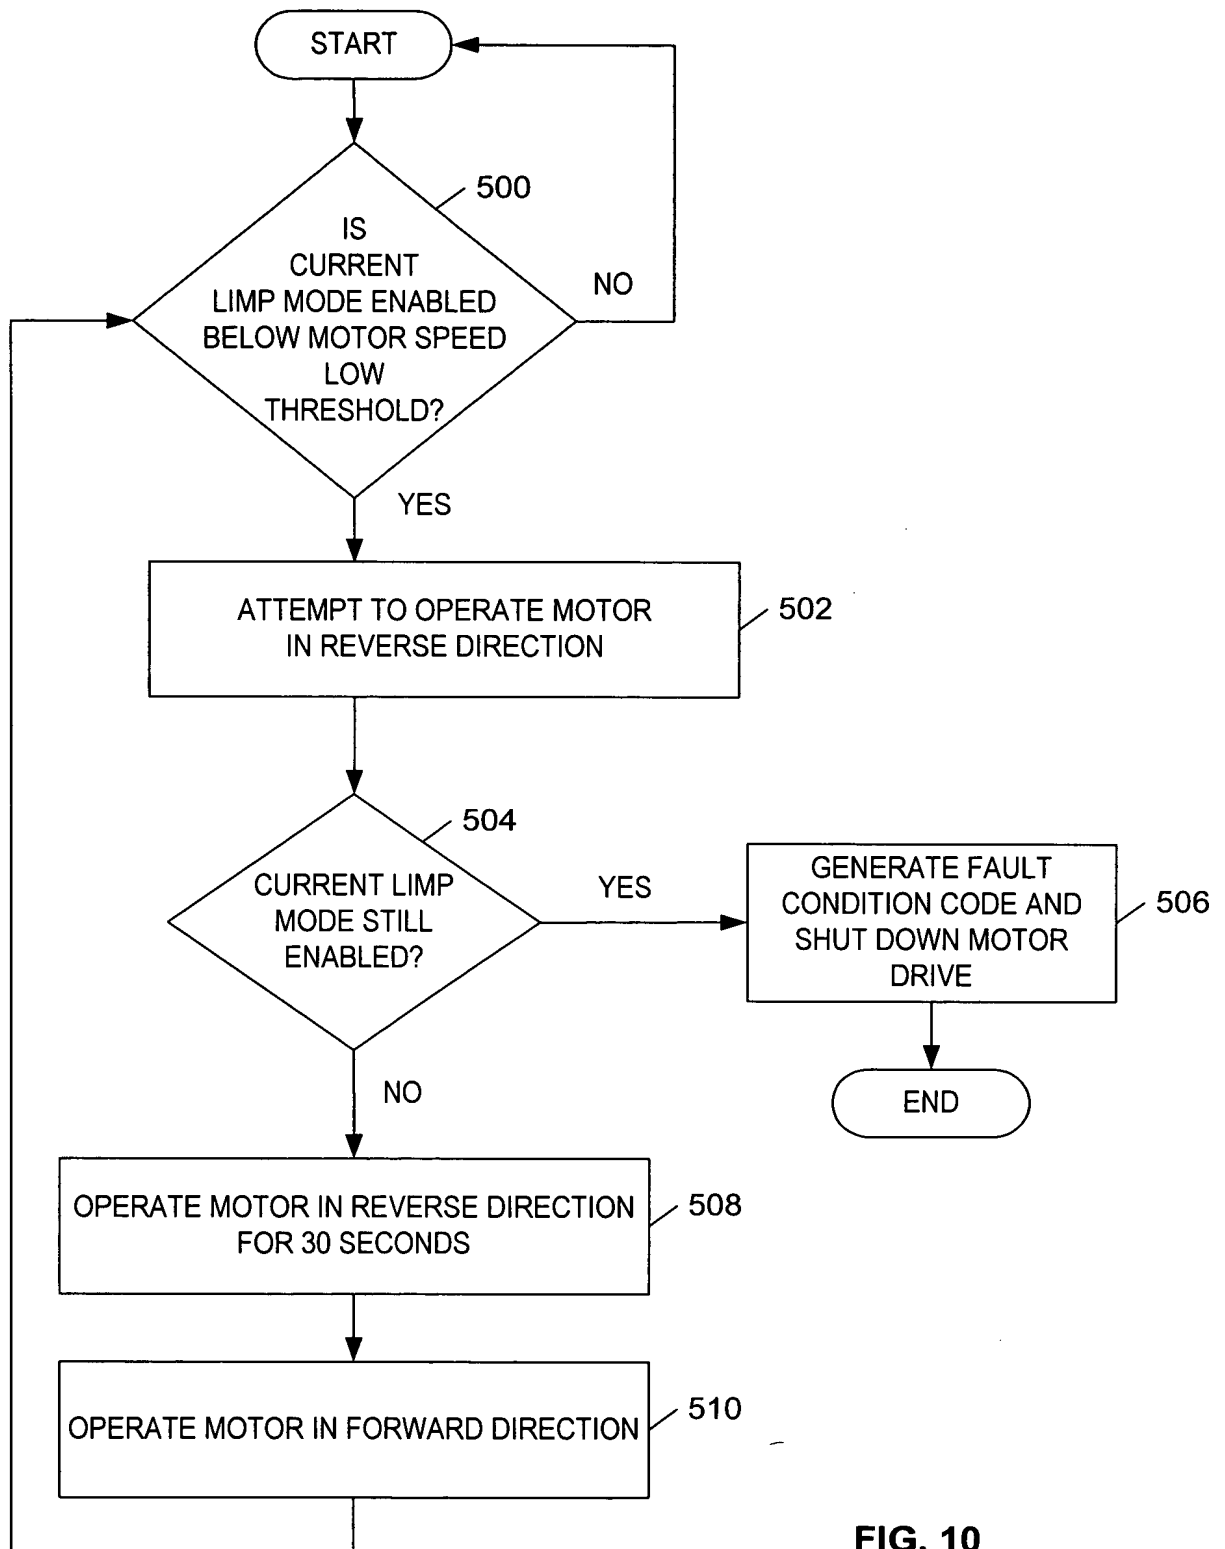 START
500
IS
CURRENT
LIMP MODE ENABLED
BELOW MOTOR SPEED
LOW
THRESHOLD?
NO
YES
ATTEMPT TO OPERATE MOTOR
IN REVERSE DIRECTION
502
504
CURRENT LIMP
MODE STILL
ENABLED?
YES
GENERATE FAULT
CONDITION CODE AND
SHUT DOWN MOTOR
DRIVE
506
END
NO
OPERATE MOTOR IN REVERSE DIRECTION
FOR 30 SECONDS
508
OPERATE MOTOR IN FORWARD DIRECTION
510
FIG. 10